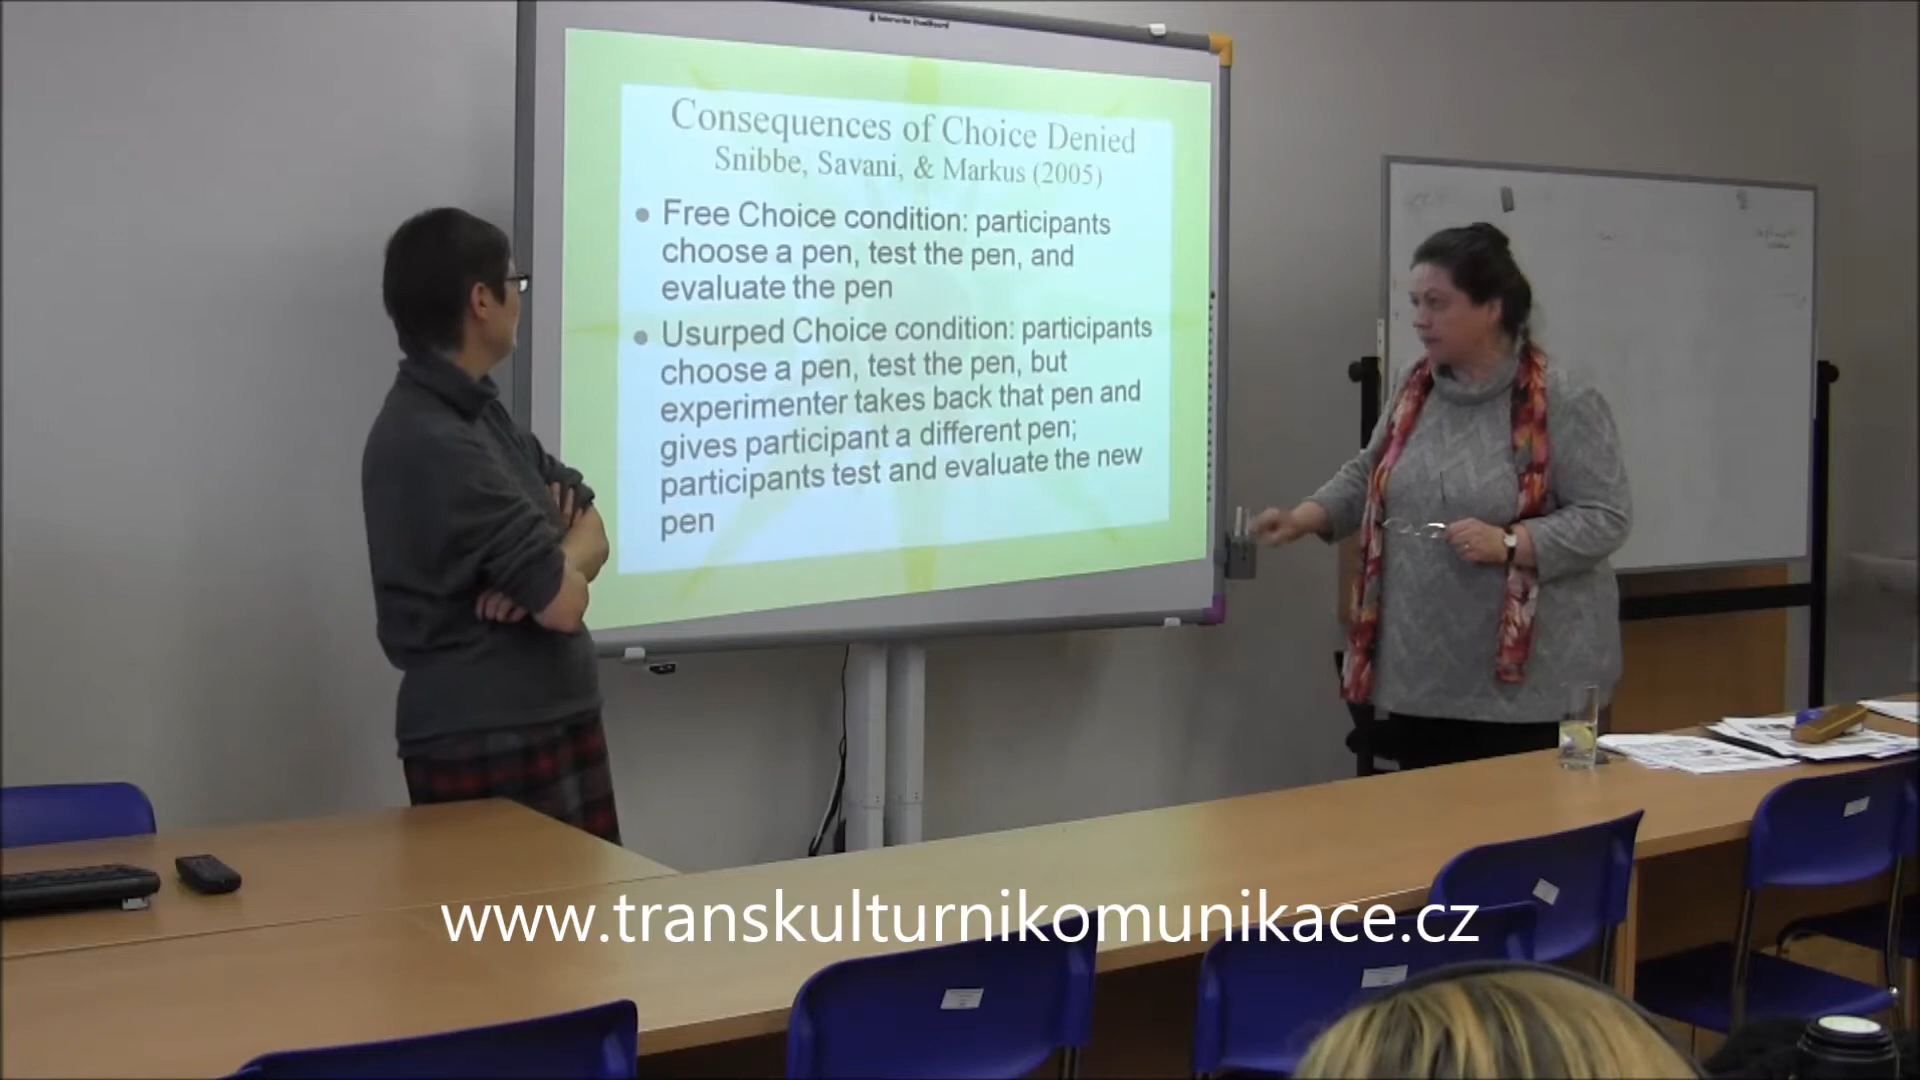 Consequences of Choice Denied
Snibbe, Savani, & Markus (2005)
Free Choice condition: participants
choose a pen, test the pen, and
evaluate the pen
Usurped Choice condition: participants
choose a pen, test the pen, but
experimenter takes back that pen and
gives participant a different pen;
participants test and evaluate the new
pen
www.transkulturnikomunikace.cz